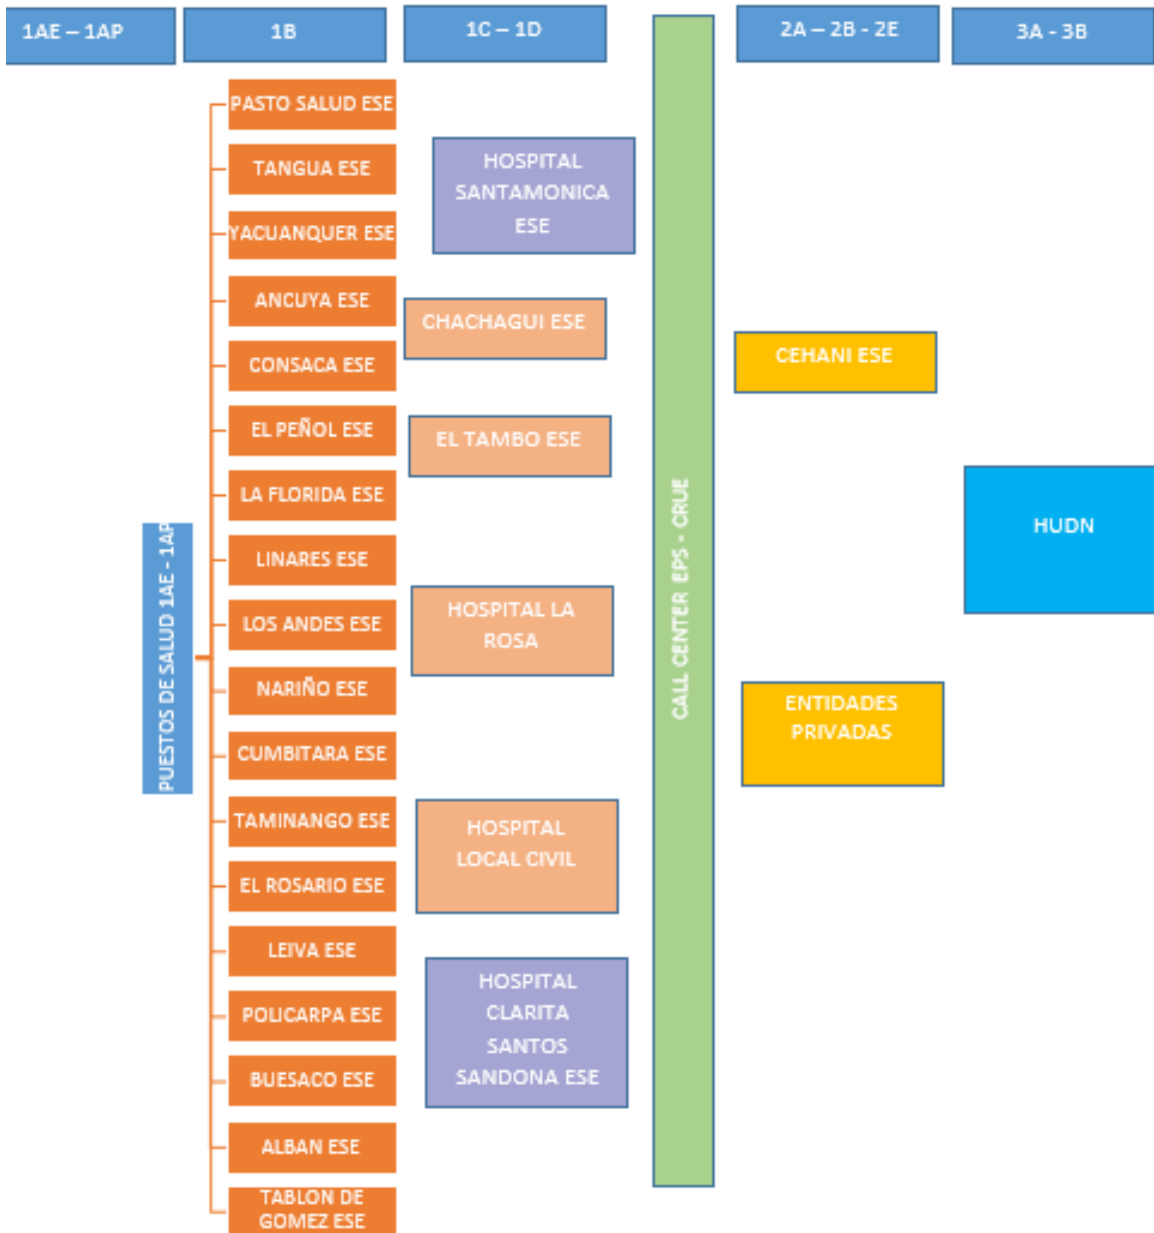 1AE – 1AP
1B
1C – 1D
2A – 2B - 2E
3A - 3B
PUESTOS DE SALUD 1AE - 1AP
PASTO SALUD ESE
TANGUA ESE
YACUANQUER ESE
ANCUYA ESE
CONSACA ESE
EL PEÑOL ESE
LA FLORIDA ESE
LINARES ESE
LOS ANDES ESE
NARIÑO ESE
CUMBITARA ESE
TAMINANGO ESE
EL ROSARIO ESE
LEIVA ESE
POLICARPA ESE
BUESACO ESE
ALBAN ESE
TABLON DE
GOMEZ ESE
HOSPITAL
SANTAMONICA
ESE
CHACHAGUI ESE
EL TAMBO ESE
HOSPITAL LA
ROSA
HOSPITAL
LOCAL CIVIL
HOSPITAL
CLARITA
SANTOS
SANDONA ESE
CALL CENTER EPS - CRUE
CEHANI ESE
ENTIDADES
PRIVADAS
HUDN